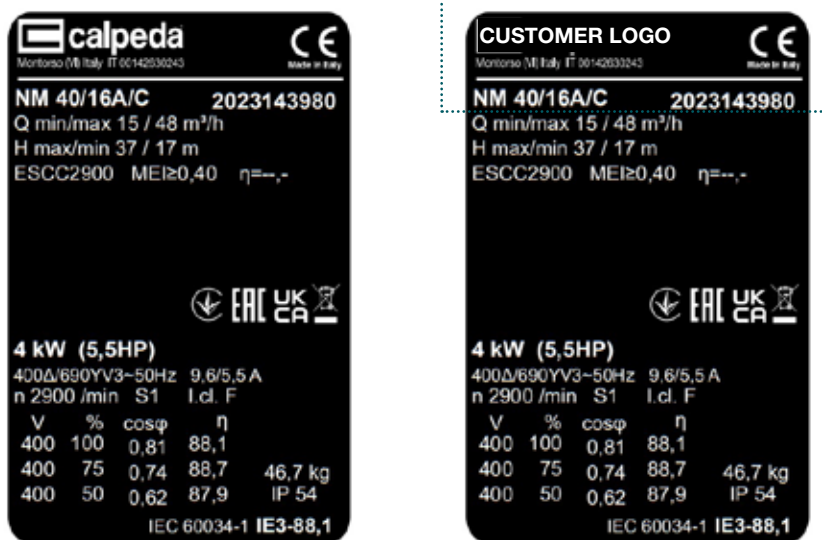 calpeda CE
Montorso (VI) Italy IT 00142630243 Made in Italy
NM 40/16A/C 2023143980
Q min/max 15 / 48 m³/h
H max/min 37 / 17 m
ESCC2900 MEI≥0,40 η=--,-
EAC UKCA
4 kW (5,5HP)
400Δ/690YV3~50Hz 9,6/5,5 A
n 2900 /min S1 I.cl. F
V % cosφ η
400 100 0,81 88,1
400 75 0,74 88,7 46,7 kg
400 50 0,62 87,9 IP 54
IEC 60034-1 IE3-88,1
CUSTOMER LOGO CE
Montorso (VI) Italy IT 00142630243 Made in Italy
NM 40/16A/C 2023143980
Q min/max 15 / 48 m³/h
H max/min 37 / 17 m
ESCC2900 MEI≥0,40 η=--,-
EAC UKCA
4 kW (5,5HP)
400Δ/690YV3~50Hz 9,6/5,5 A
n 2900 /min S1 I.cl. F
V % cosφ η
400 100 0,81 88,1
400 75 0,74 88,7 46,7 kg
400 50 0,62 87,9 IP 54
IEC 60034-1 IE3-88,1